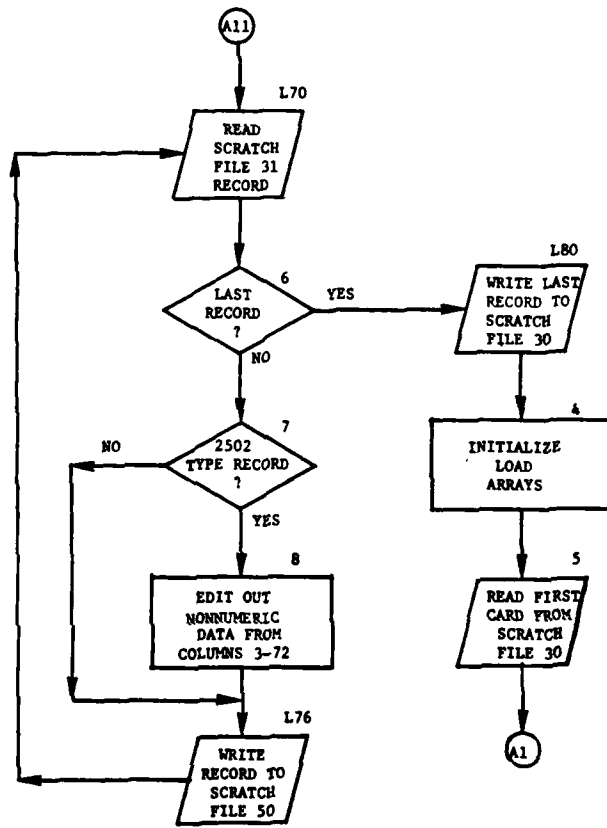 A11
L70
READ
SCRATCH
FILE 31
RECORD
6
LAST
RECORD
?
YES
NO
L80
WRITE LAST
RECORD TO
SCRATCH
FILE 30
7
2502
TYPE RECORD
?
NO
YES
4
INITIALIZE
LOAD
ARRAYS
8
EDIT OUT
NONNUMERIC
DATA FROM
COLUMNS 3-72
5
READ FIRST
CARD FROM
SCRATCH
FILE 30
L76
WRITE
RECORD TO
SCRATCH
FILE 50
A1